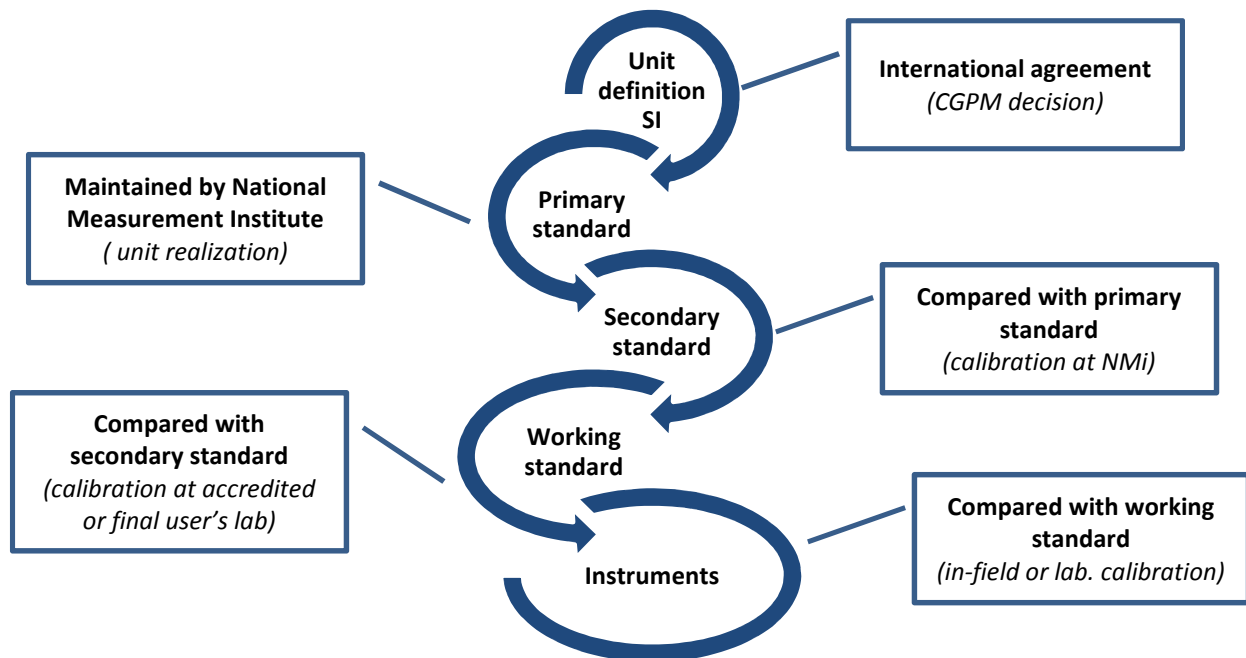 Unit
definition
SI
International agreement
(CGPM decision)
Maintained by National
Measurement Institute
( unit realization)
Primary
standard
Secondary
standard
Compared with primary
standard
(calibration at NMi)
Compared with
secondary standard
(calibration at accredited
or final user’s lab)
Working
standard
Compared with working
standard
(in-field or lab. calibration)
Instruments